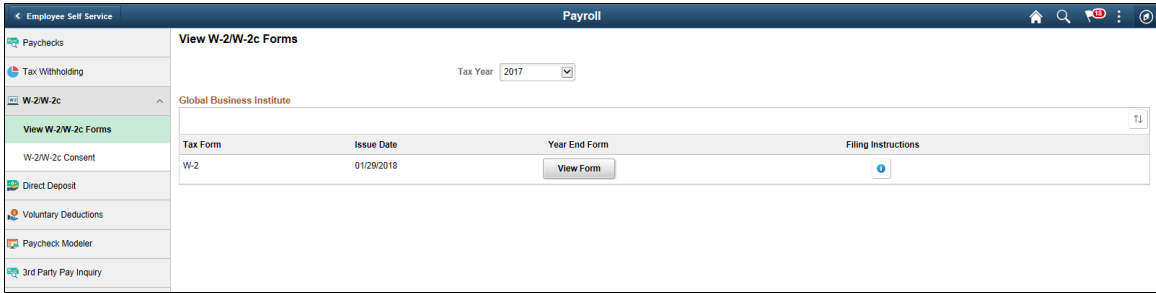 Employee Self Service
Payroll
18
Paychecks
Tax Withholding
W-2/W-2c
View W-2/W-2c Forms
W-2/W-2c Consent
Direct Deposit
Voluntary Deductions
Paycheck Modeler
3rd Party Pay Inquiry
View W-2/W-2c Forms
Tax Year 2017
Global Business Institute
Tax Form Issue Date Year End Form Filing Instructions
W-2 01/29/2018 View Form